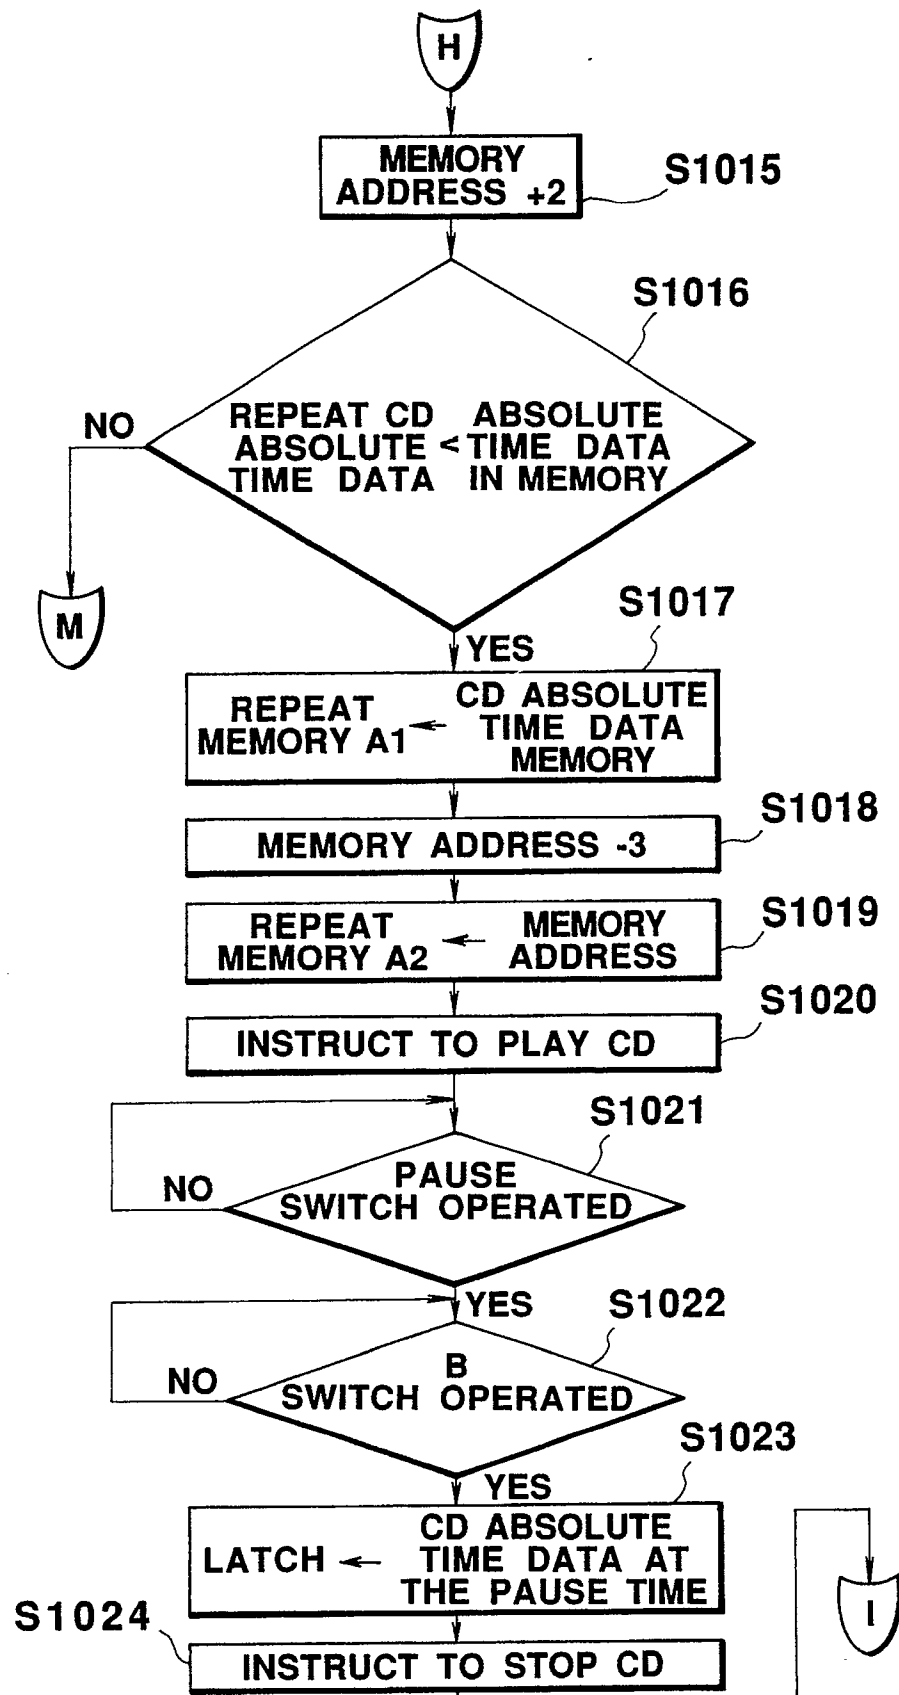 H
MEMORY
ADDRESS +2
S1015
S1016
REPEAT CD ABSOLUTE
ABSOLUTE < TIME DATA
TIME DATA IN MEMORY
NO
M
YES
S1017
REPEAT
MEMORY A1
←
CD ABSOLUTE
TIME DATA
MEMORY
S1018
MEMORY ADDRESS -3
S1019
REPEAT
MEMORY A2
←
MEMORY
ADDRESS
S1020
INSTRUCT TO PLAY CD
S1021
PAUSE
SWITCH OPERATED
NO
YES
S1022
B
SWITCH OPERATED
NO
YES
S1023
LATCH ←
CD ABSOLUTE
TIME DATA AT
THE PAUSE TIME
I
S1024
INSTRUCT TO STOP CD